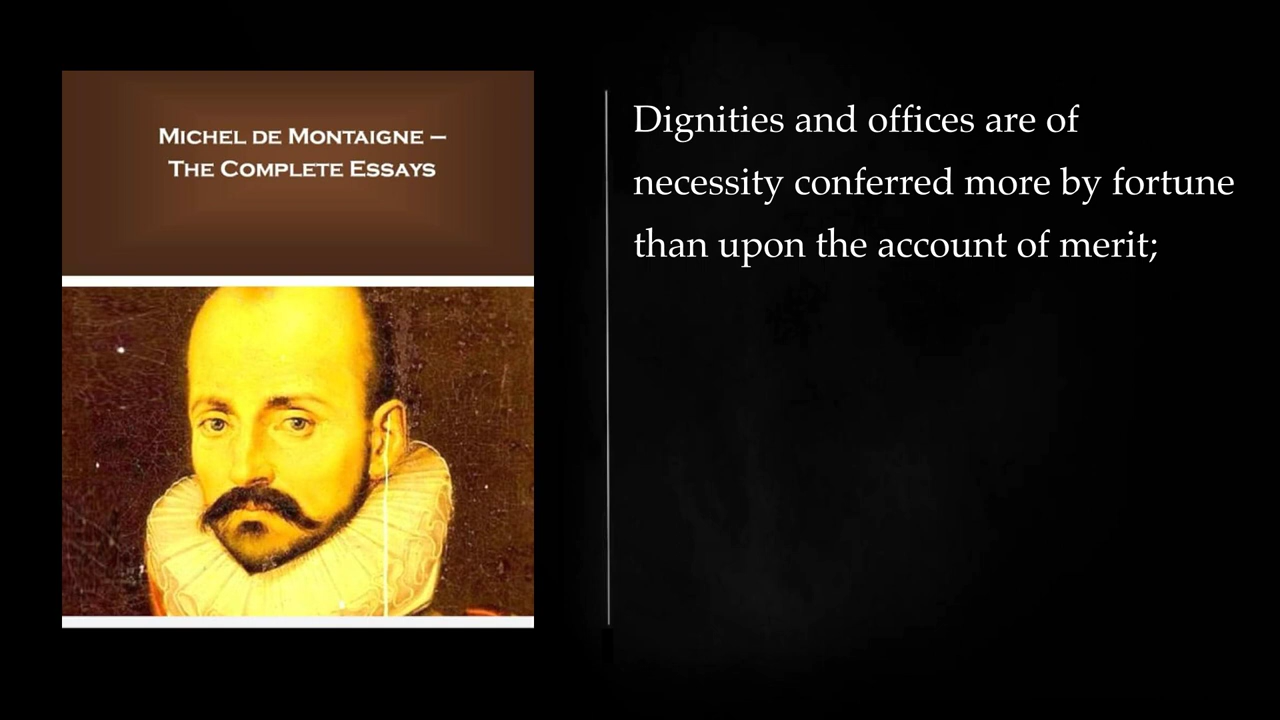 Michel de Montaigne –
The Complete Essays
Dignities and offices are of
necessity conferred more by fortune
than upon the account of merit;